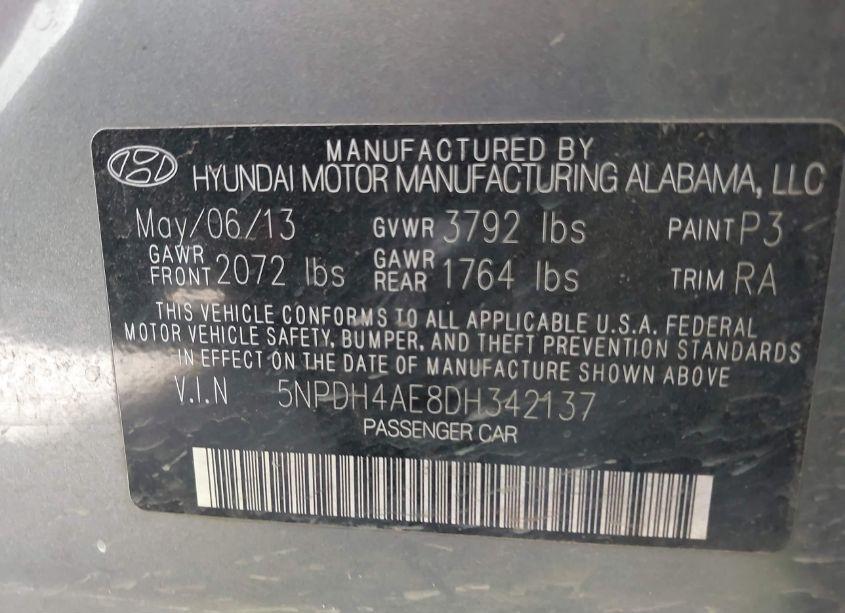 MANUFACTURED BY
HYUNDAI MOTOR MANUFACTURING ALABAMA, LLC
May/06/13 GVWR 3792 lbs PAINT P3
GAWR FRONT 2072 lbs GAWR REAR 1764 lbs TRIM RA
THIS VEHICLE CONFORMS TO ALL APPLICABLE U.S.A. FEDERAL
MOTOR VEHICLE SAFETY, BUMPER, AND THEFT PREVENTION STANDARDS
IN EFFECT ON THE DATE OF MANUFACTURE SHOWN ABOVE
V.I.N 5NPDH4AE8DH342137
PASSENGER CAR